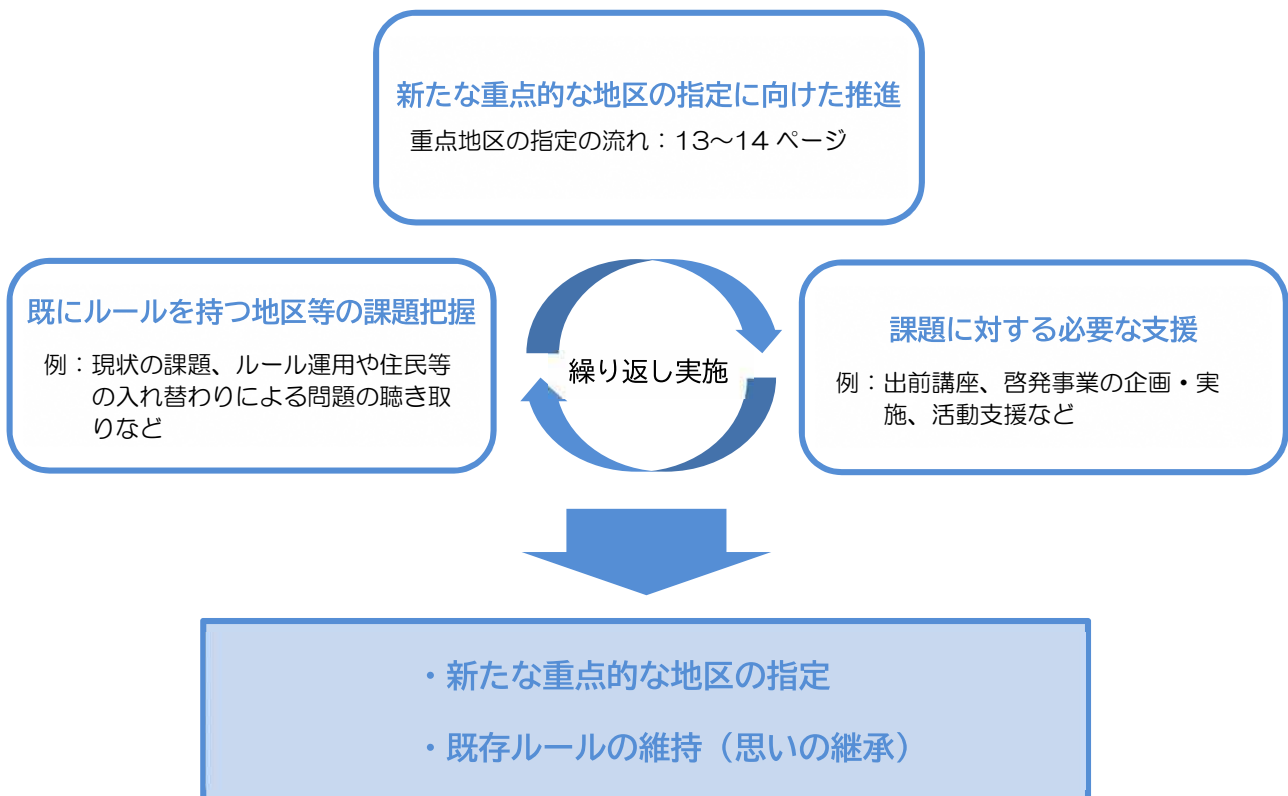 新たな重点的な地区の指定に向けた推進
重点地区の指定の流れ：13～14 ページ
既にルールを持つ地区等の課題把握
例：現状の課題、ルール運用や住民等
の入れ替わりによる問題の聴き取
りなど
繰り返し実施
課題に対する必要な支援
例：出前講座、啓発事業の企画・実
施、活動支援など
・新たな重点的な地区の指定
・既存ルールの維持（思いの継承）